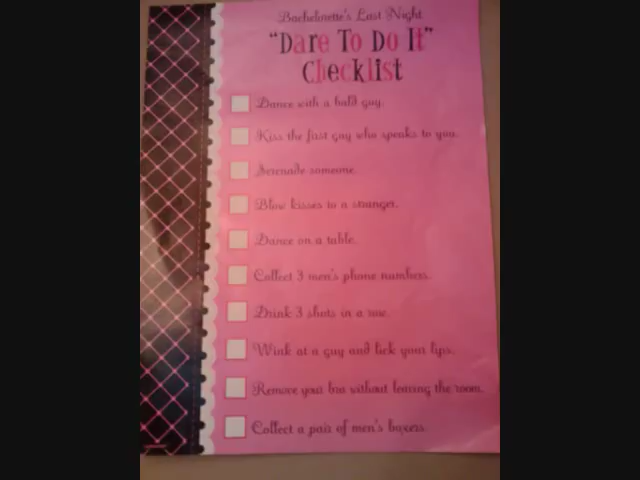 Bachelorette's Last Night
"Dare To Do It"
Checklist
Dance with a bald guy.
Kiss the first guy who speaks to you.
Serenade someone.
Blow kisses to a stranger.
Dance on a table.
Collect 3 men's phone numbers.
Drink 3 shots in a row.
Wink at a guy and lick your lips.
Remove your bra without leaving the room.
Collect a pair of men's boxers.